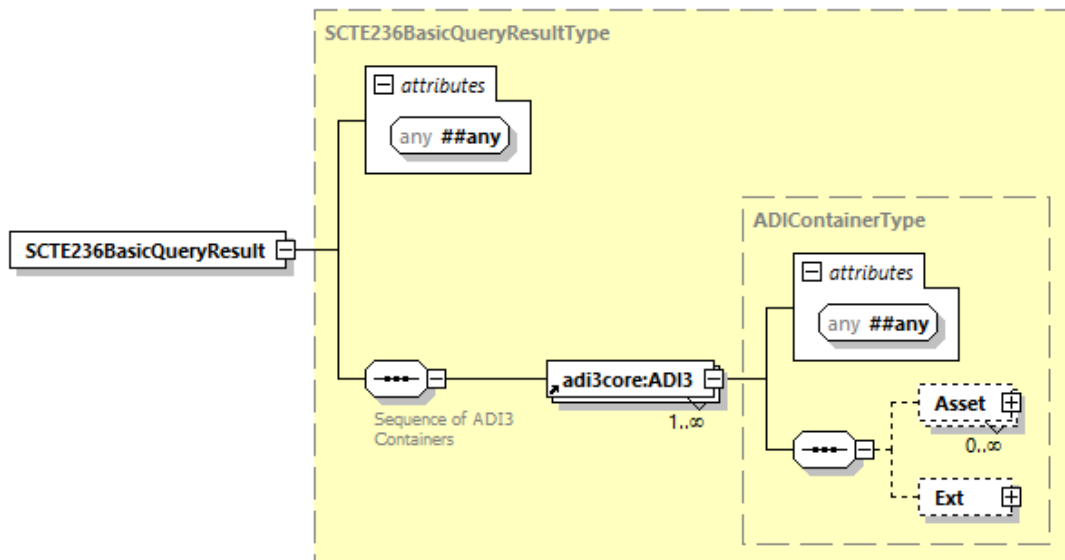 SCTE236BasicQueryResultType
attributes
any ##any
SCTE236BasicQueryResult
ADIContainerType
attributes
any ##any
adi3core:ADI3
1..∞
Sequence of ADI3
Containers
Asset
0..∞
Ext